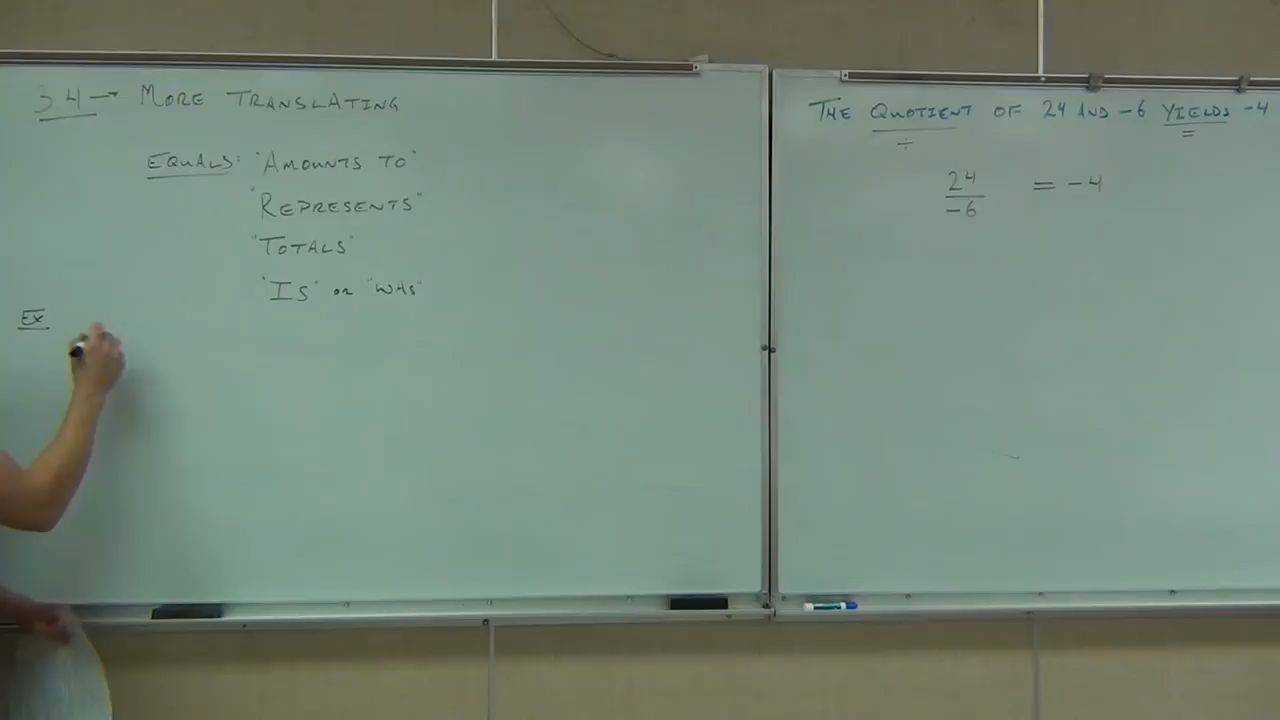 3 4 → MORE TRANSLATING
EQUALS: "AMOUNTS TO"
"REPRESENTS"
"TOTALS"
"IS" OR "WAS"
EX
THE QUOTIENT OF 24 AND -6 YIELDS -4
÷ =
24/-6 = -4